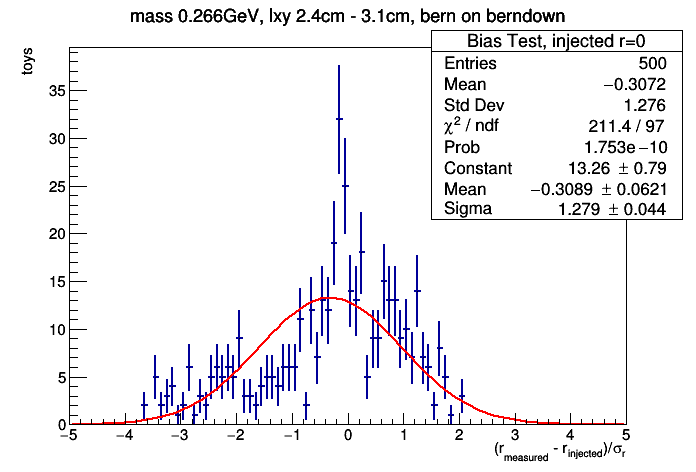 mass 0.266GeV, lxy 2.4cm - 3.1cm, bern on berndown
toys
Bias Test, injected r=0
Entries 500
Mean −0.3072
Std Dev 1.276
χ² / ndf 211.4 / 97
Prob 1.753e−10
Constant 13.26 ± 0.79
Mean −0.3089 ± 0.0621
Sigma 1.279 ± 0.044
35
30
25
20
15
10
5
0
−5 −4 −3 −2 −1 0 1 2 3 4 5
(r_measured - r_injected)/σ_r